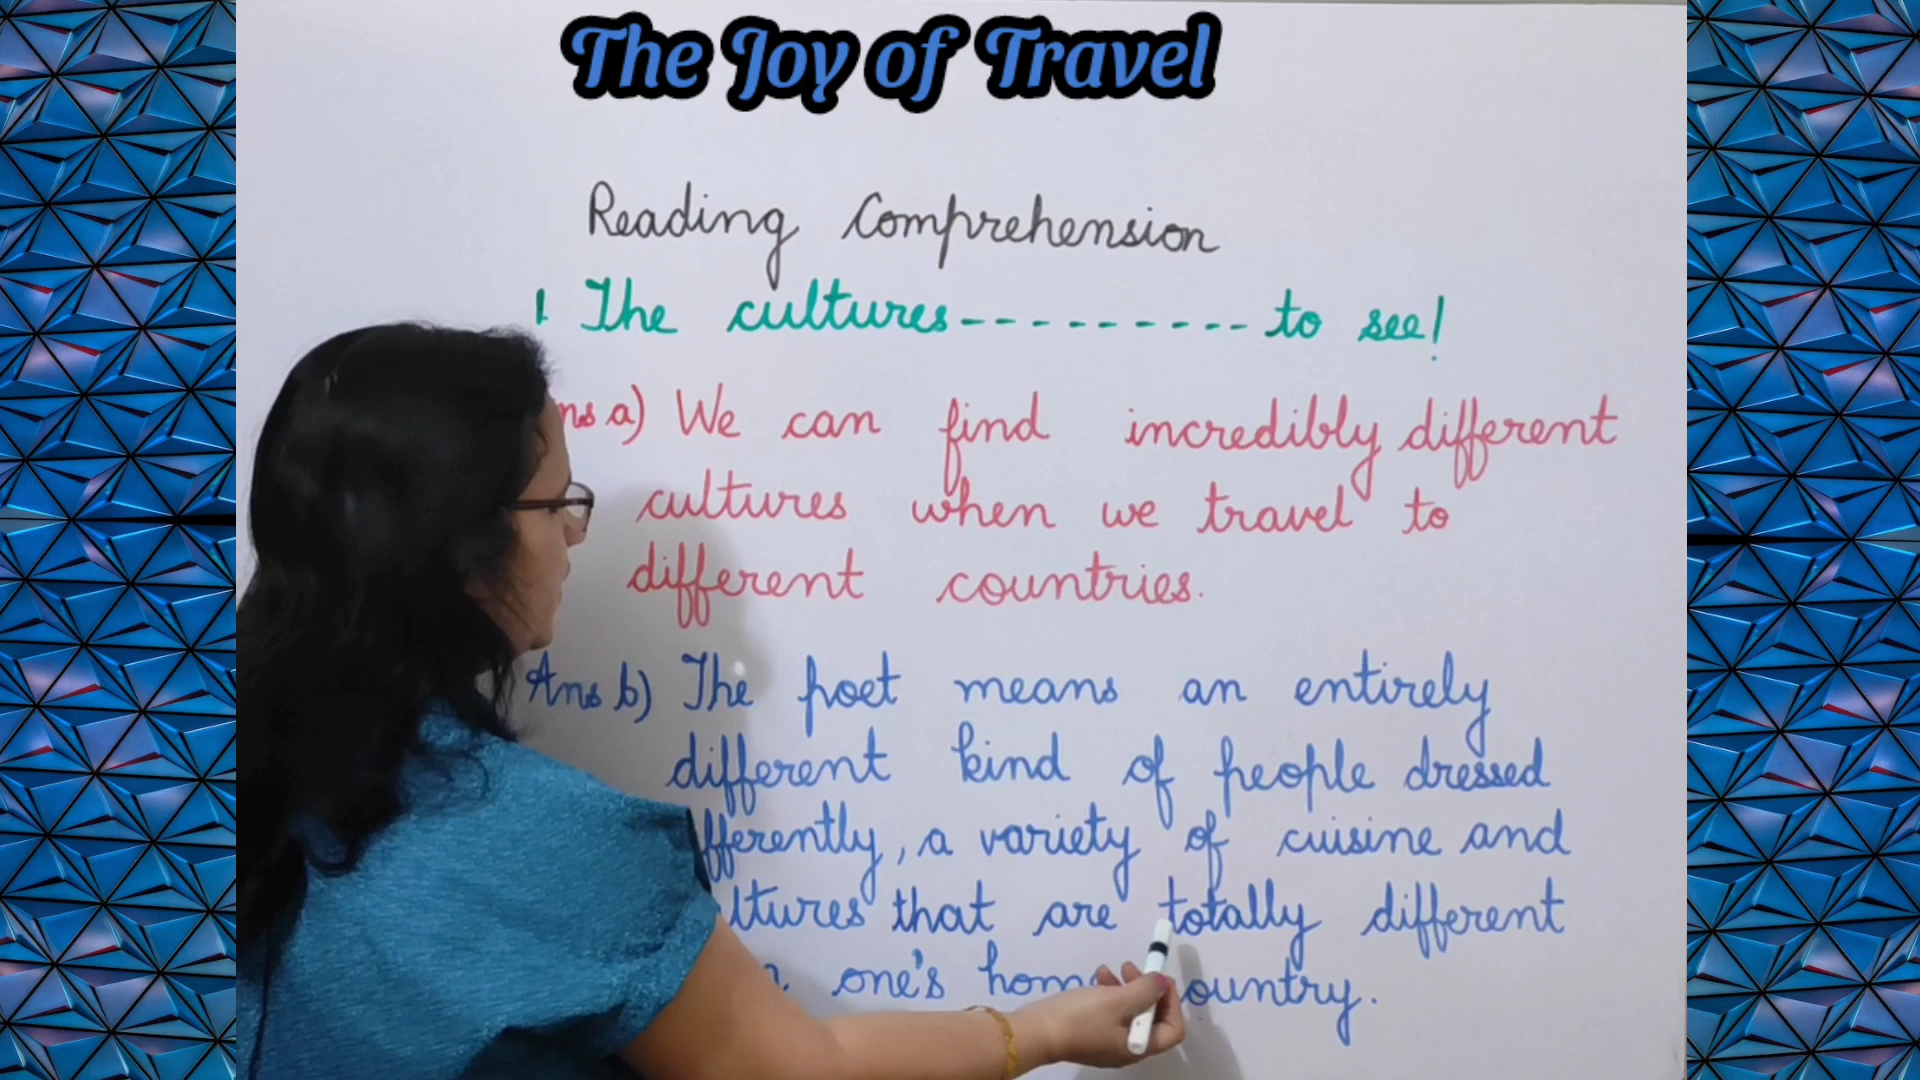 The Joy of Travel
Reading Comprehension
1. The cultures---------to see!
a) We can find incredibly different
cultures when we travel to
different countries.
Ans b) The poet means an entirely
different kind of people dressed
, a variety of cuisine and
that are totally different
one's country.